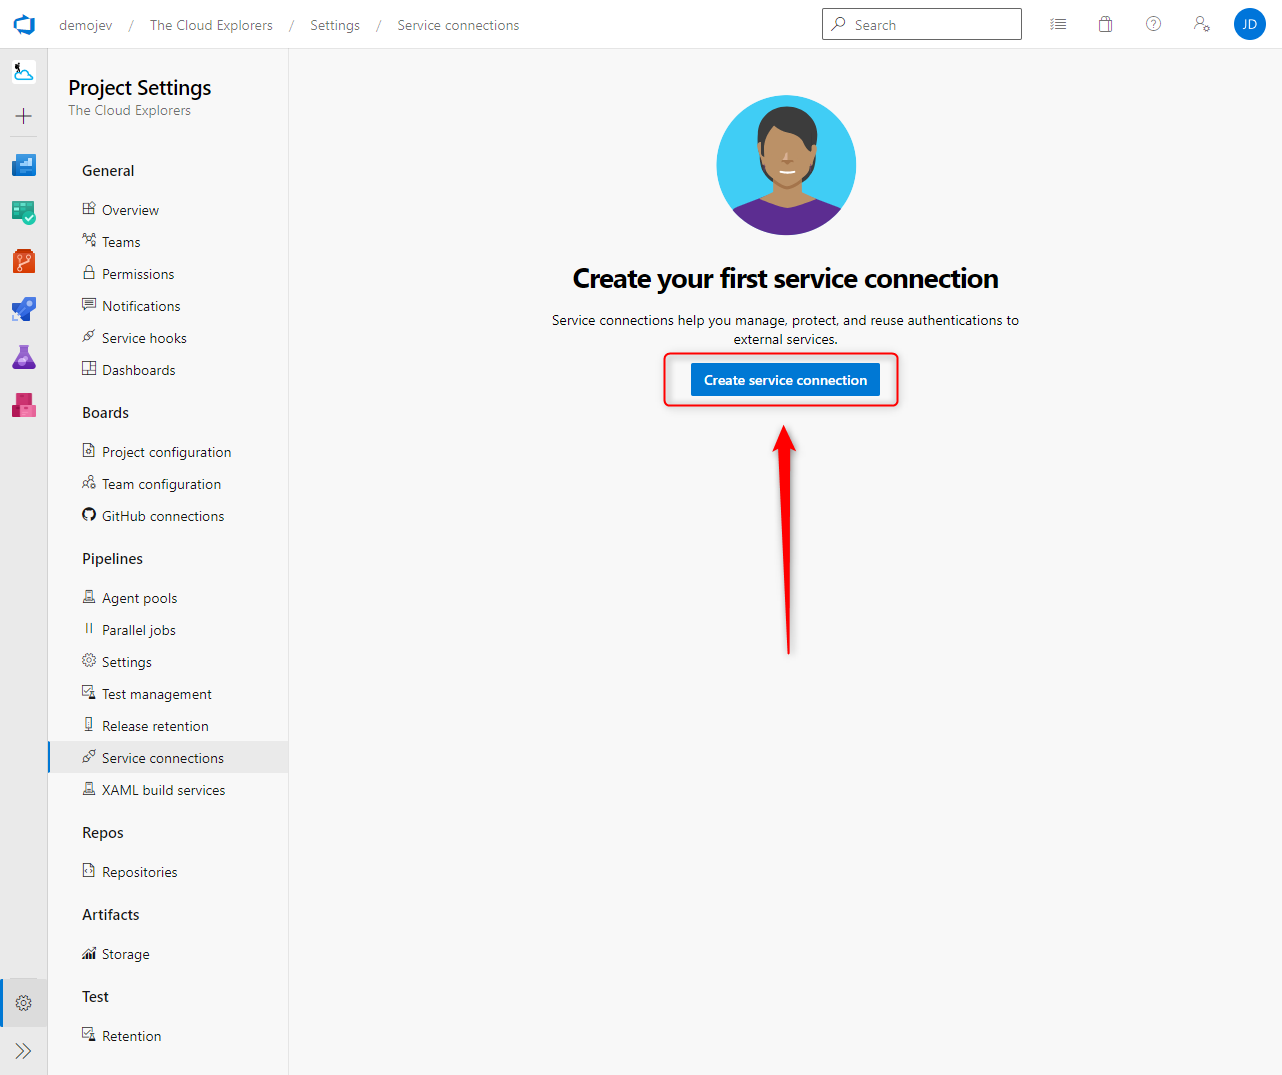 demojev / The Cloud Explorers / Settings / Service connections
Search
JD
Project Settings
The Cloud Explorers
General
Overview
Teams
Permissions
Notifications
Service hooks
Dashboards
Boards
Project configuration
Team configuration
GitHub connections
Pipelines
Agent pools
Parallel jobs
Settings
Test management
Release retention
Service connections
XAML build services
Repos
Repositories
Artifacts
Storage
Test
Retention
Create your first service connection
Service connections help you manage, protect, and reuse authentications to
external services.
Create service connection